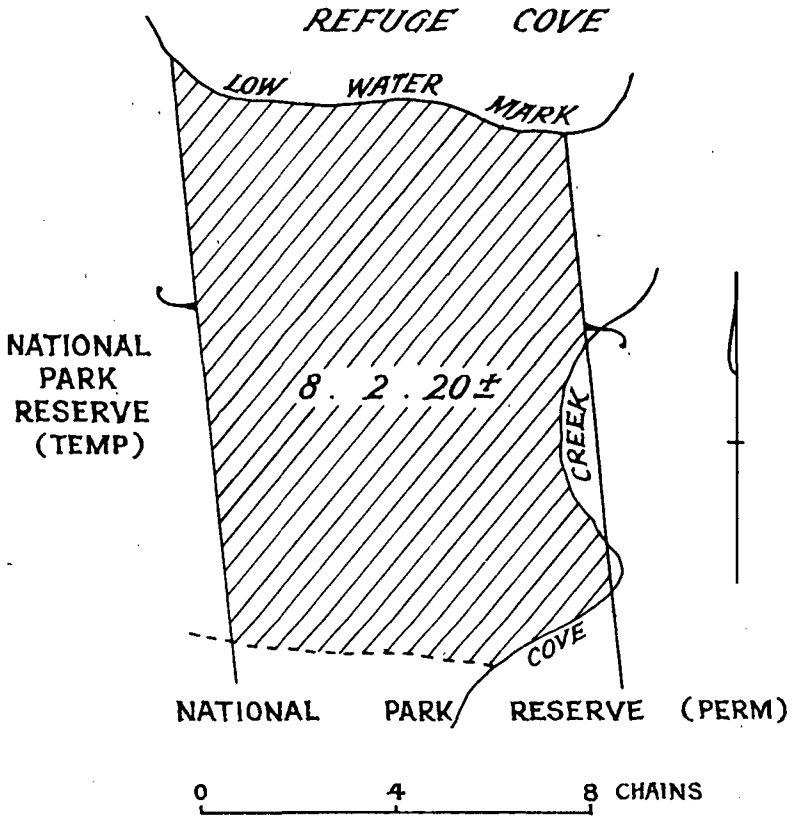 REFUGE COVE
LOW WATER MARK
NATIONAL
PARK
RESERVE
(TEMP)
8 . 2 . 20±
CREEK
COVE
NATIONAL PARK RESERVE (PERM)
0 4 8 CHAINS